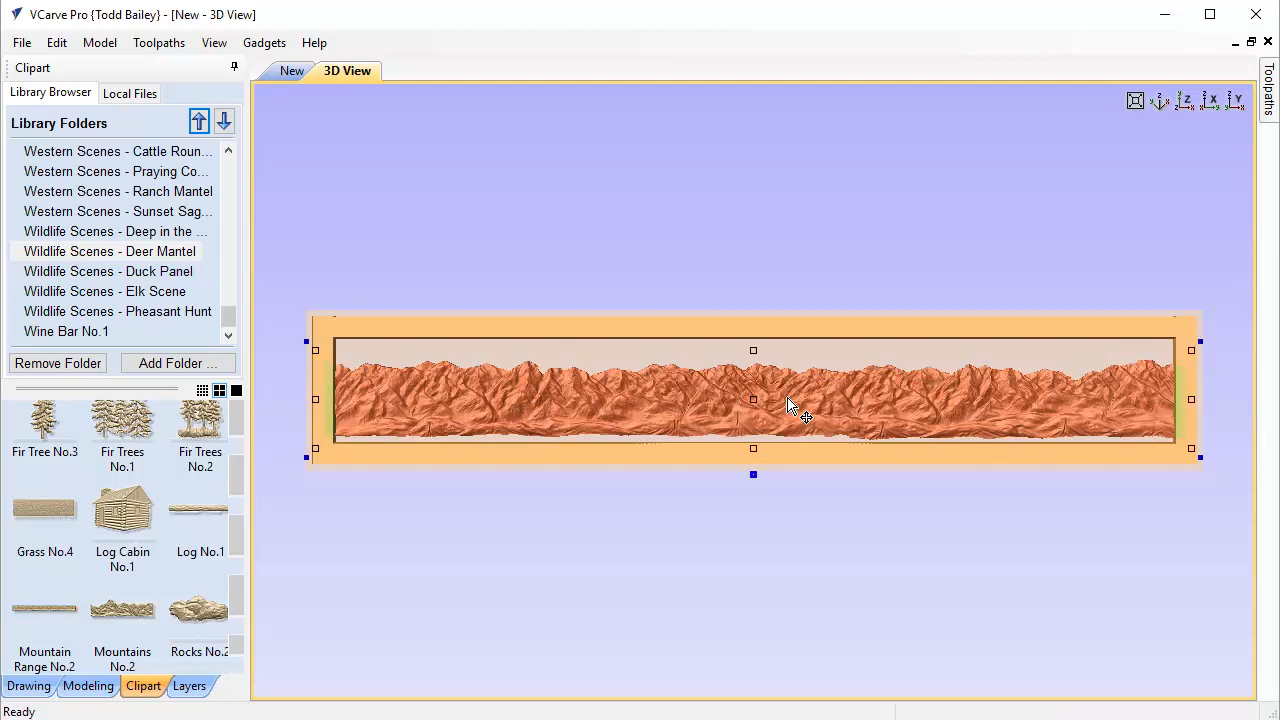 VCarve Pro {Todd Bailey} - [New - 3D View]
File Edit Model Toolpaths View Gadgets Help
Clipart
Library Browser Local Files
Library Folders
Western Scenes - Cattle Roun...
Western Scenes - Praying Co...
Western Scenes - Ranch Mantel
Western Scenes - Sunset Sag...
Wildlife Scenes - Deep in the ...
Wildlife Scenes - Deer Mantel
Wildlife Scenes - Duck Panel
Wildlife Scenes - Elk Scene
Wildlife Scenes - Pheasant Hunt
Wine Bar No.1
Remove Folder Add Folder ...
Fir Tree No.3
Fir Trees No.1
Fir Trees No.2
Grass No.4
Log Cabin No.1
Log No.1
Mountain Range No.2
Mountains No.2
Rocks No.2
Drawing Modeling Clipart Layers
Ready
New 3D View
Z X Y
Toolpaths